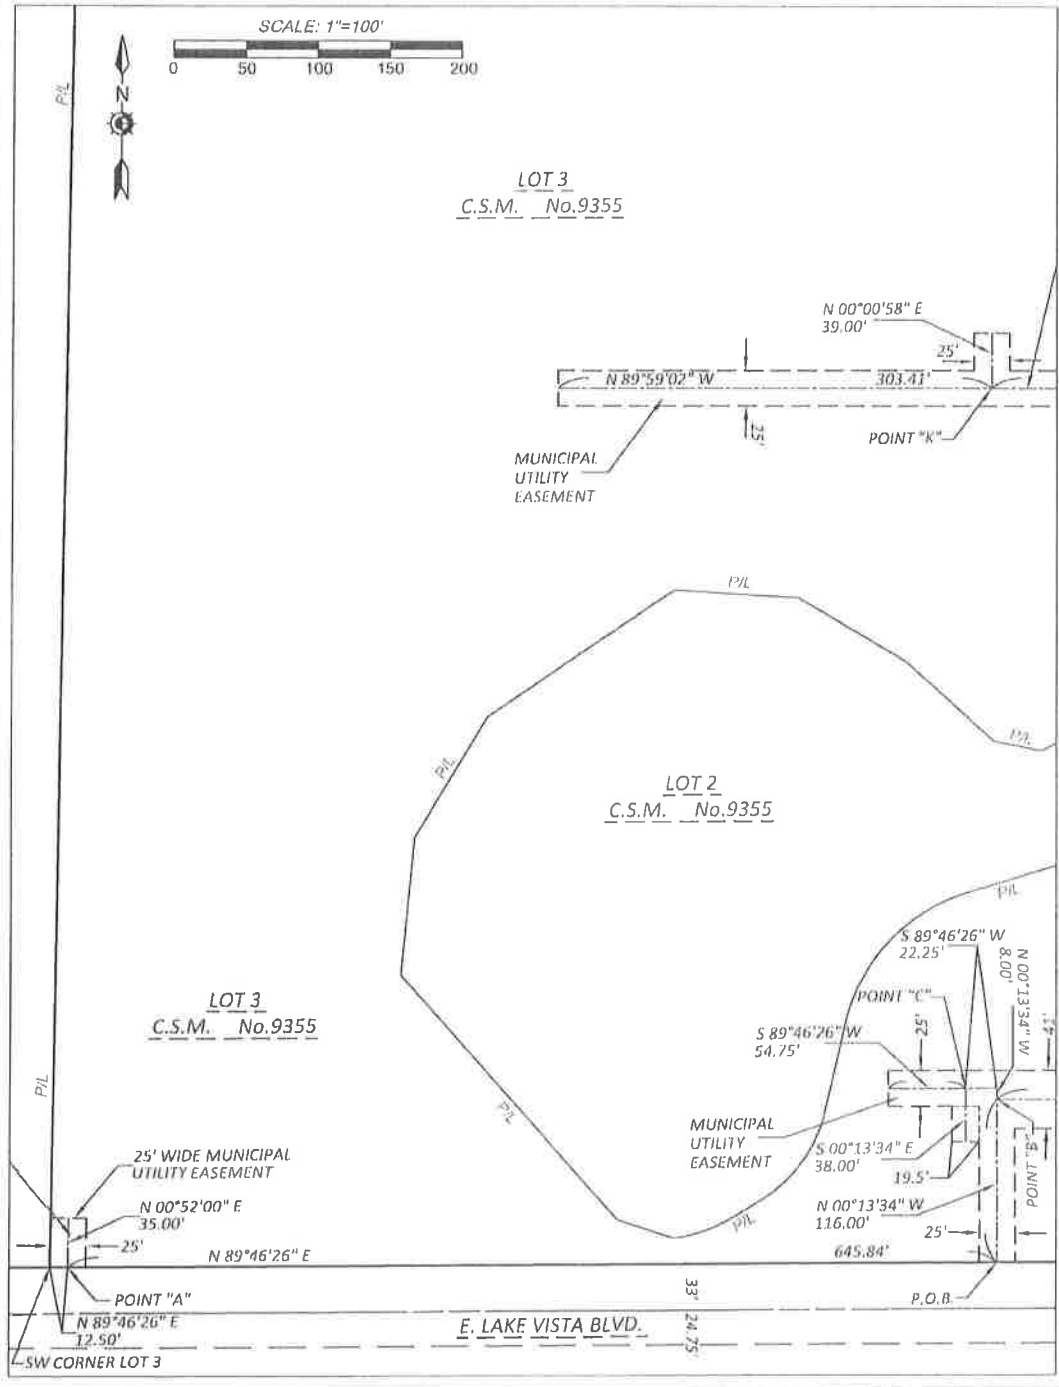 SCALE: 1"=100'
0 50 100 150 200
N
P/L
LOT 3
C.S.M. No.9355
N 00°00'58" E
39.00'
25'
N 89°59'02" W
303.41'
25'
POINT "K"
MUNICIPAL
UTILITY
EASEMENT
P/L
P/L
P/L
LOT 2
C.S.M. No.9355
P/L
S 89°46'26" W
22.25'
N 00°13'34" W
8.00'
POINT "C"
LOT 3
C.S.M. No.9355
S 89°46'26" W
54.75'
25'
41'
P/L
P/L
MUNICIPAL
UTILITY
EASEMENT
S 00°13'34" E
38.00'
19.5'
POINT "B"
25' WIDE MUNICIPAL
UTILITY EASEMENT
N 00°52'00" E
35.00'
25'
N 00°13'34" W
116.00'
25'
P/L
N 89°46'26" E
645.84'
POINT "A"
P.O.B.
33'
N 89°46'26" E
12.50'
E. LAKE VISTA BLVD.
24.75'
SW CORNER LOT 3